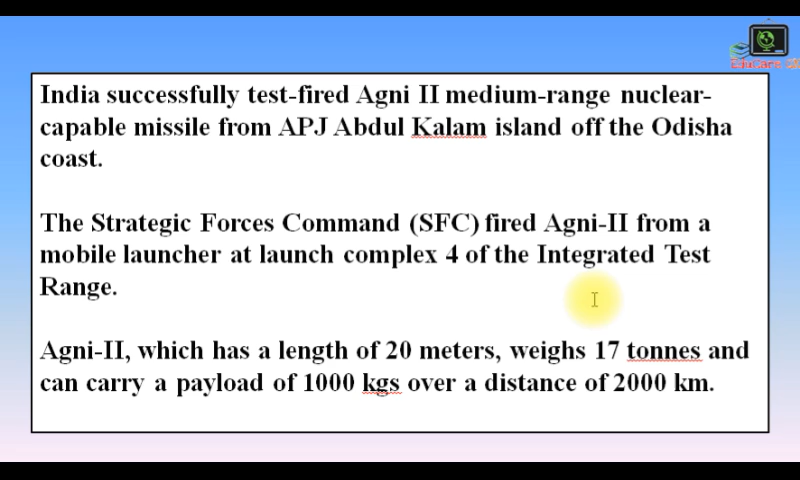 EduCare
India successfully test-fired Agni II medium-range nuclear-
capable missile from APJ Abdul Kalam island off the Odisha
coast.
The Strategic Forces Command (SFC) fired Agni-II from a
mobile launcher at launch complex 4 of the Integrated Test
Range.
Agni-II, which has a length of 20 meters, weighs 17 tonnes and
can carry a payload of 1000 kgs over a distance of 2000 km.